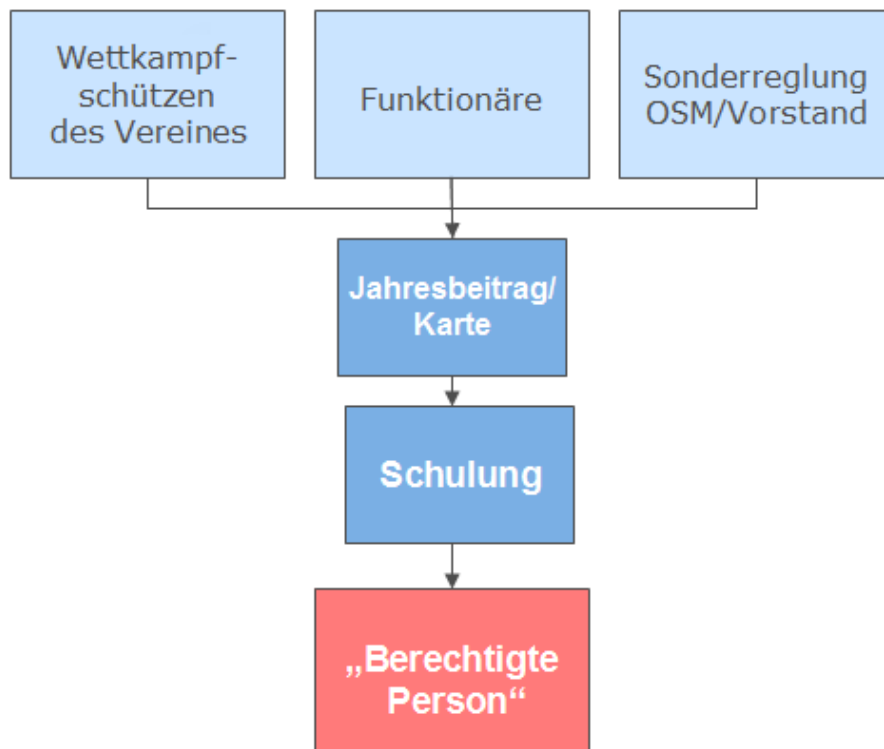 Wettkampf-
schützen
des Vereines
Funktionäre
Sonderreglung
OSM/Vorstand
Jahresbeitrag/
Karte
Schulung
„Berechtigte
Person“